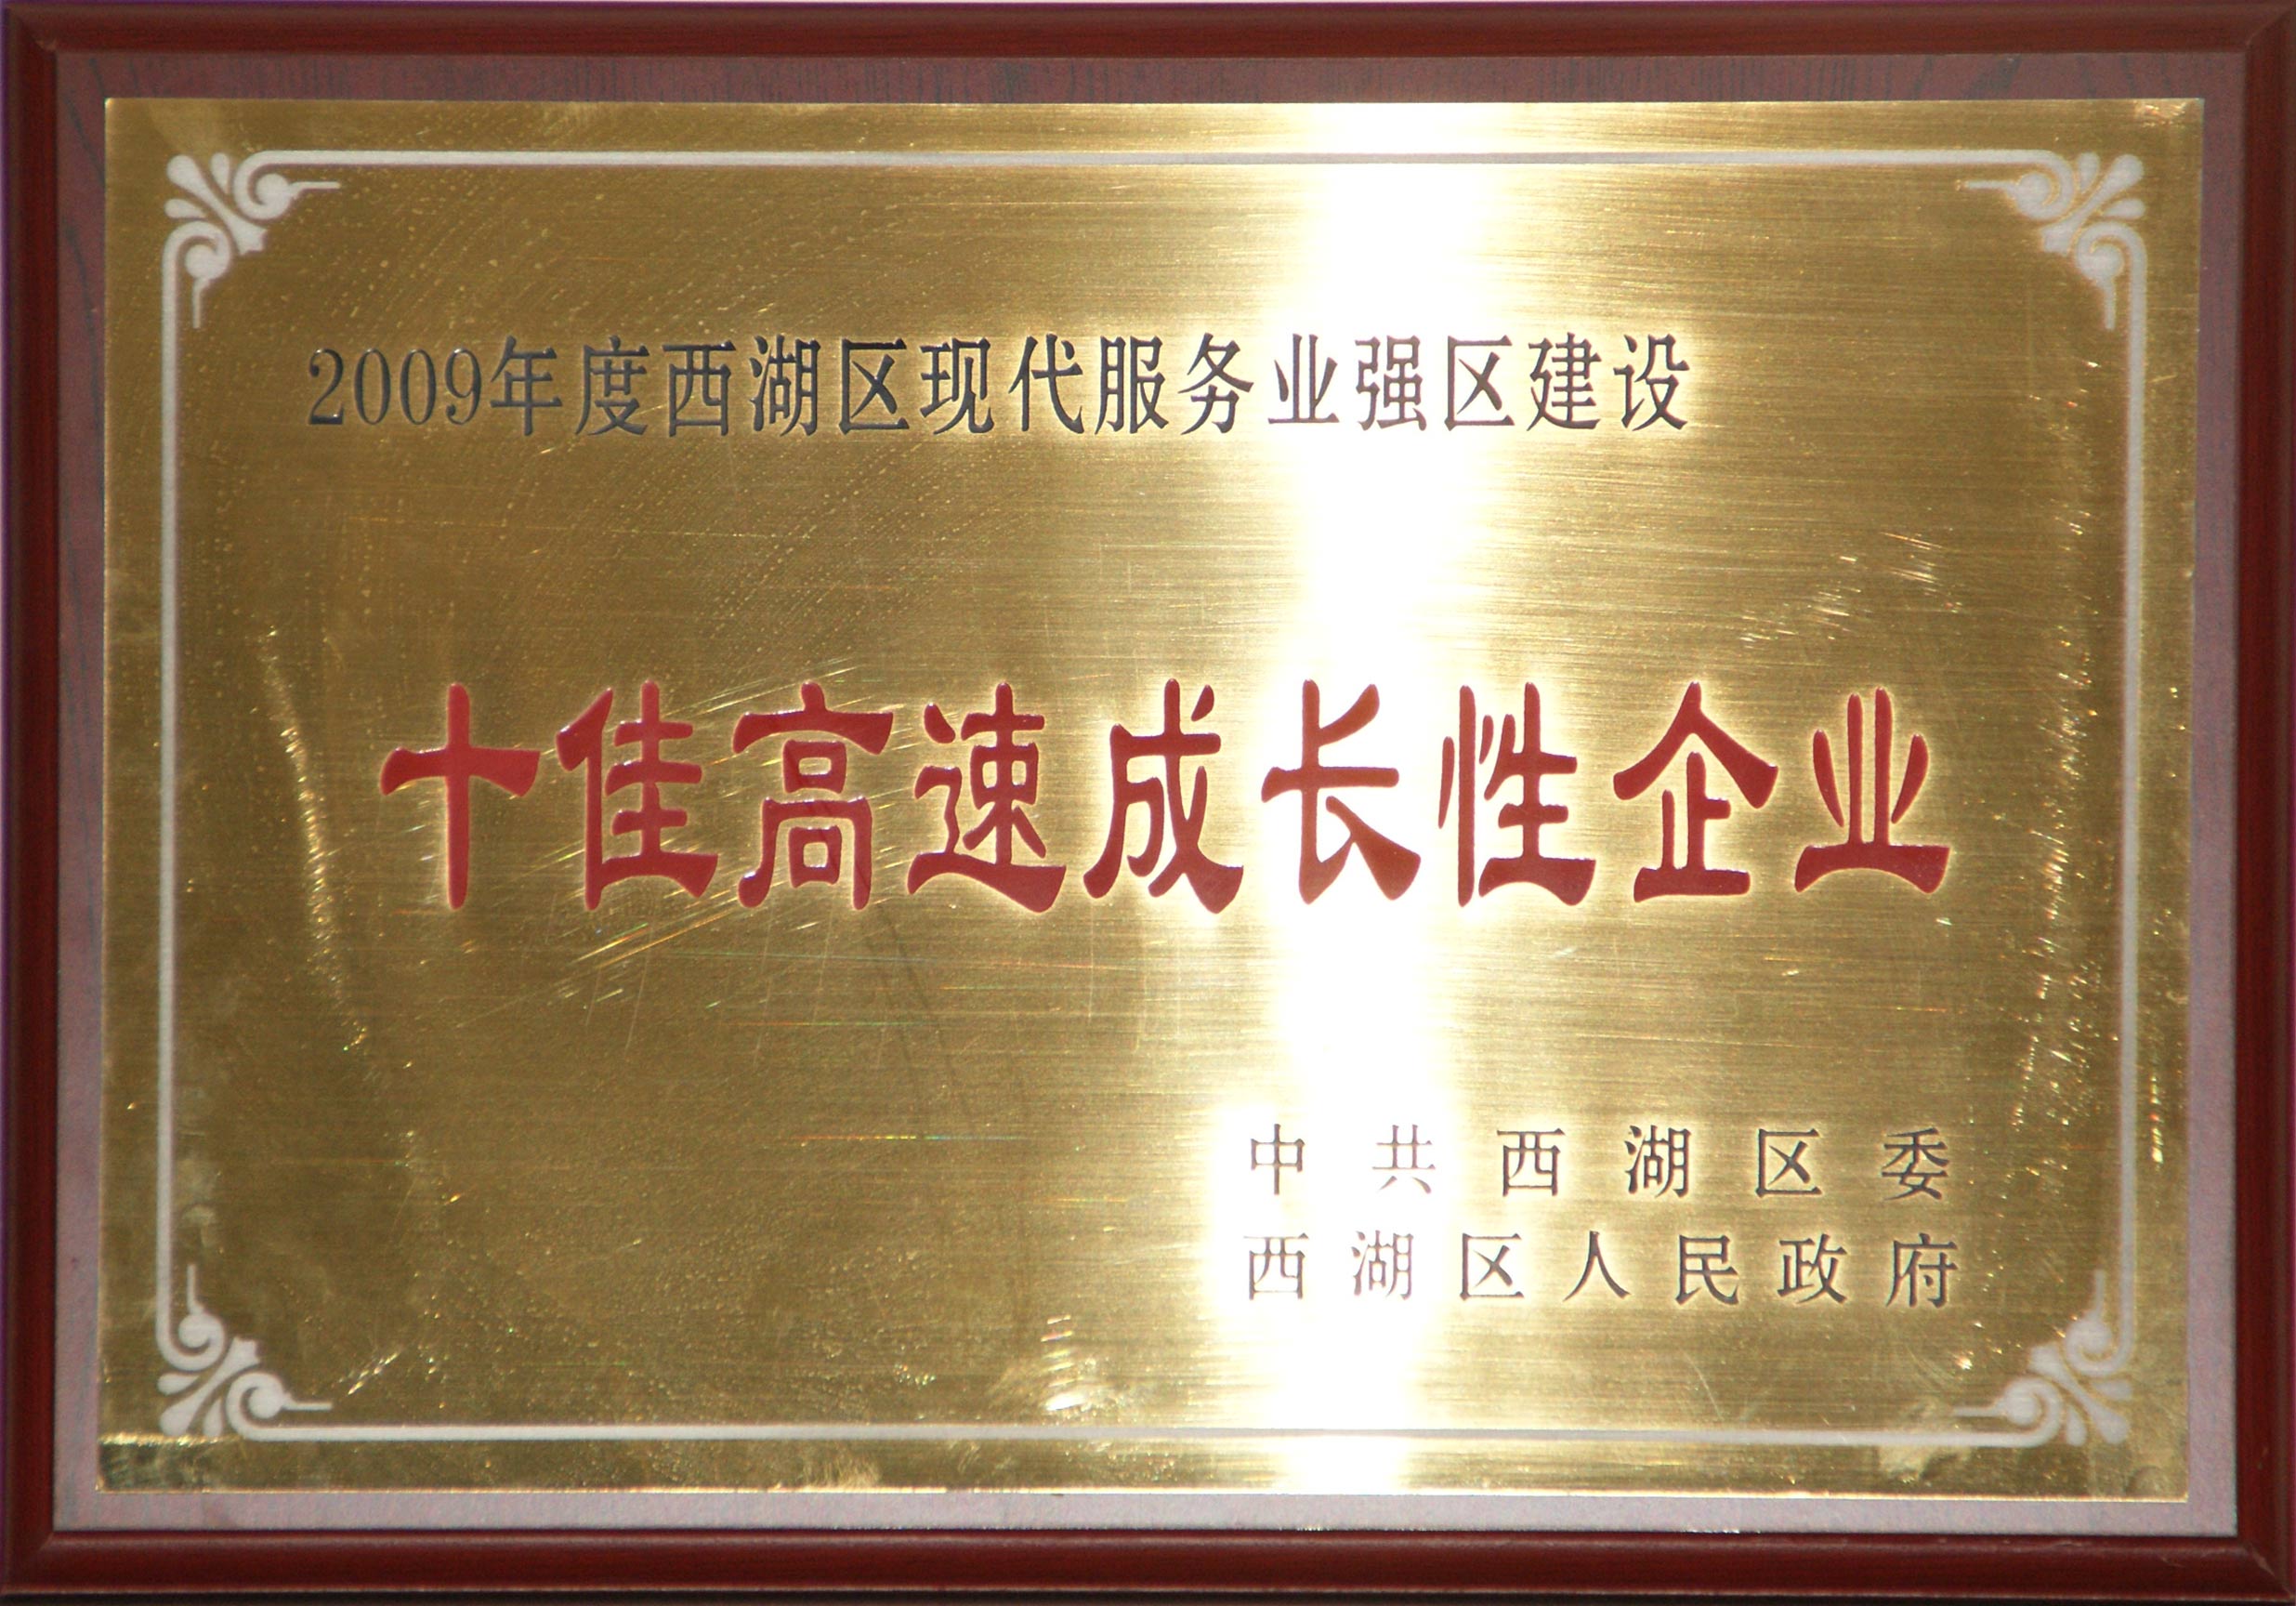 2009年度西湖区现代服务业强区建设
十佳高速成长性企业
中共西湖区委
西湖区人民政府